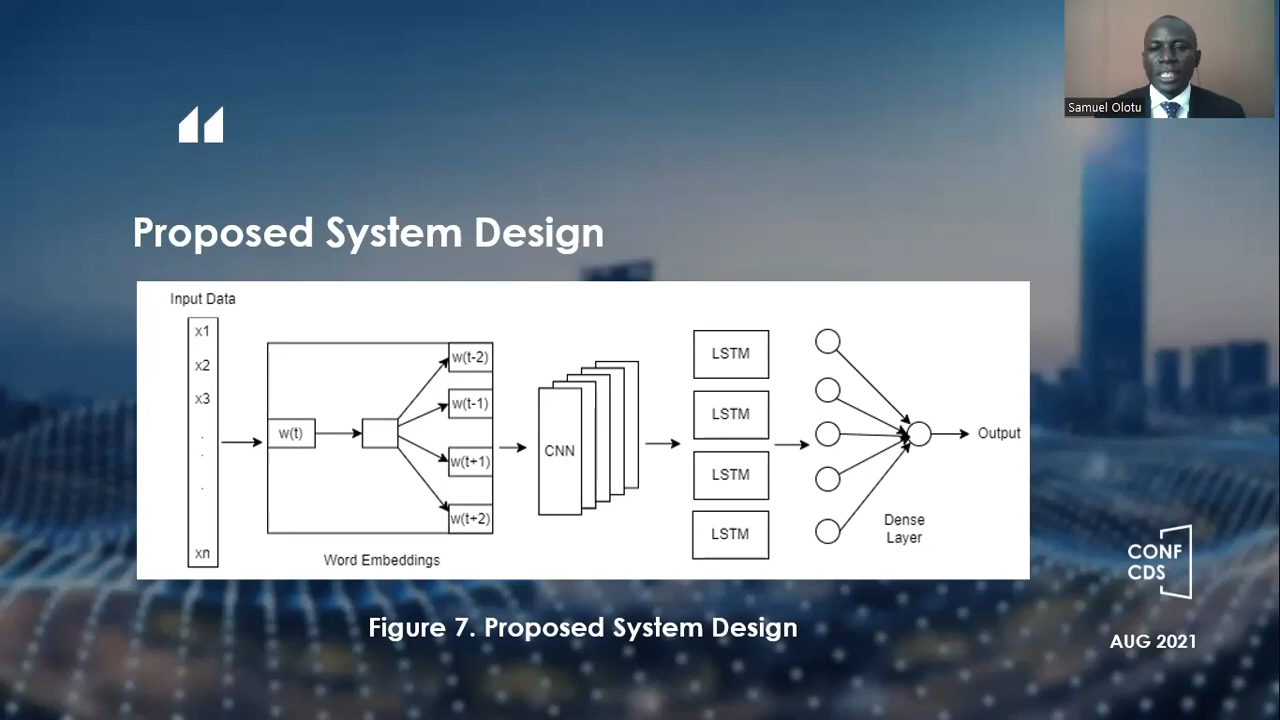 Samuel Olotu
“
Proposed System Design
Input Data
x1
x2
x3
.
.
.
xn
w(t)
w(t-2)
w(t-1)
w(t+1)
w(t+2)
Word Embeddings
CNN
LSTM
LSTM
LSTM
LSTM
Dense
Layer
Output
Figure 7. Proposed System Design
CONF
CDS
AUG 2021